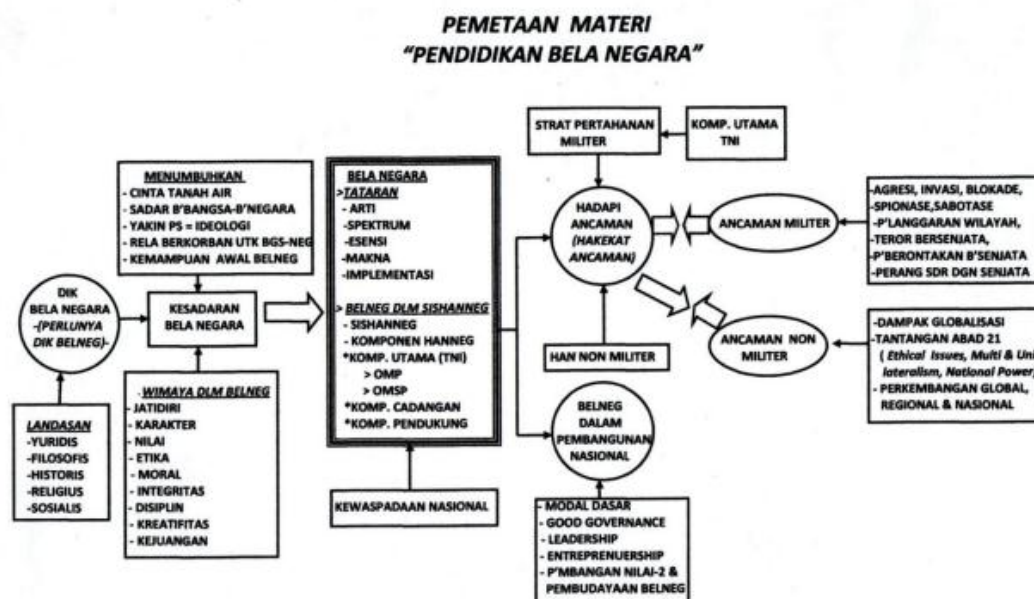 PEMETAAN MATERI
“PENDIDIKAN BELA NEGARA”
DIK
BELA NEGARA
-(PERLUNYA
DIK BELNEG)-
LANDASAN
-YURIDIS
-FILOSOFIS
-HISTORIS
-RELIGIUS
-SOSIALIS
MENUMBUHKAN
- CINTA TANAH AIR
- SADAR B'BANGSA-B'NEGARA
- YAKIN PS = IDEOLOGI
- RELA BERKORBAN UTK BGS-NEG
- KEMAMPUAN AWAL BELNEG
KESADARAN
BELA NEGARA
WIMAYA DLM BELNEG
- JATIDIRI
- KARAKTER
- NILAI
- ETIKA
- MORAL
- INTEGRITAS
- DISIPLIN
- KREATIFITAS
- KEJUANGAN
BELA NEGARA
>TATARAN
- ARTI
-SPEKTRUM
-ESENSI
- MAKNA
-IMPLEMENTASI
> BELNEG DLM SISHANNEG
- SISHANNEG
- KOMPONEN HANNEG
*KOMP. UTAMA (TNI)
> OMP
> OMSP
*KOMP. CADANGAN
*KOMP. PENDUKUNG
KEWASPADAAN NASIONAL
STRAT PERTAHANAN
MILITER
KOMP. UTAMA
TNI
HADAPI
ANCAMAN
(HAKEKAT
ANCAMAN)
HAN NON MILITER
BELNEG
DALAM
PEMBANGUNAN
NASIONAL
- MODAL DASAR
- GOOD GOVERNANCE
- LEADERSHIP
- ENTREPRENUERSHIP
- P'MBANGAN NILAI-2 &
PEMBUDAYAAN BELNEG
ANCAMAN MILITER
-AGRESI, INVASI, BLOKADE,
-SPIONASE,SABOTASE
-P'LANGGARAN WILAYAH,
-TEROR BERSENJATA,
-P'BERONTAKAN B'SENJATA
-PERANG SDR DGN SENJATA
ANCAMAN NON
MILITER
-DAMPAK GLOBALISASI
-TANTANGAN ABAD 21
( Ethical Issues, Multi & Uni
lateralism, National Power)
- PERKEMBANGAN GLOBAL,
REGIONAL & NASIONAL